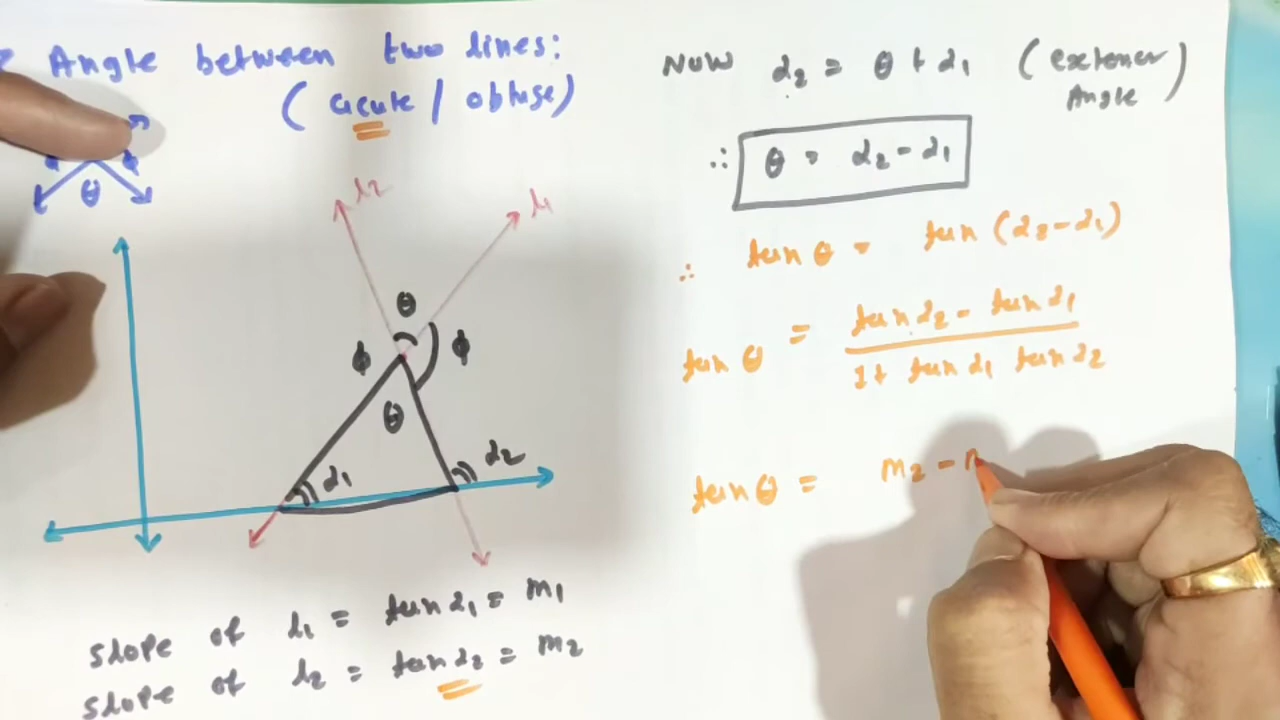 Angle between two lines:
(acute / obtuse)
θ
l2
l1
θ
ϕ
ϕ
θ
α1
α2
slope of l1 = tan α1 = m1
slope of l2 = tan α2 = m2
Now α2 = θ + α1 (exterior
Angle)
∴ θ = α2 - α1
∴ tan θ = tan (α2 - α1)
tan θ = tan α2 - tan α1
1 + tan α1 tan α2
tan θ = m2 -